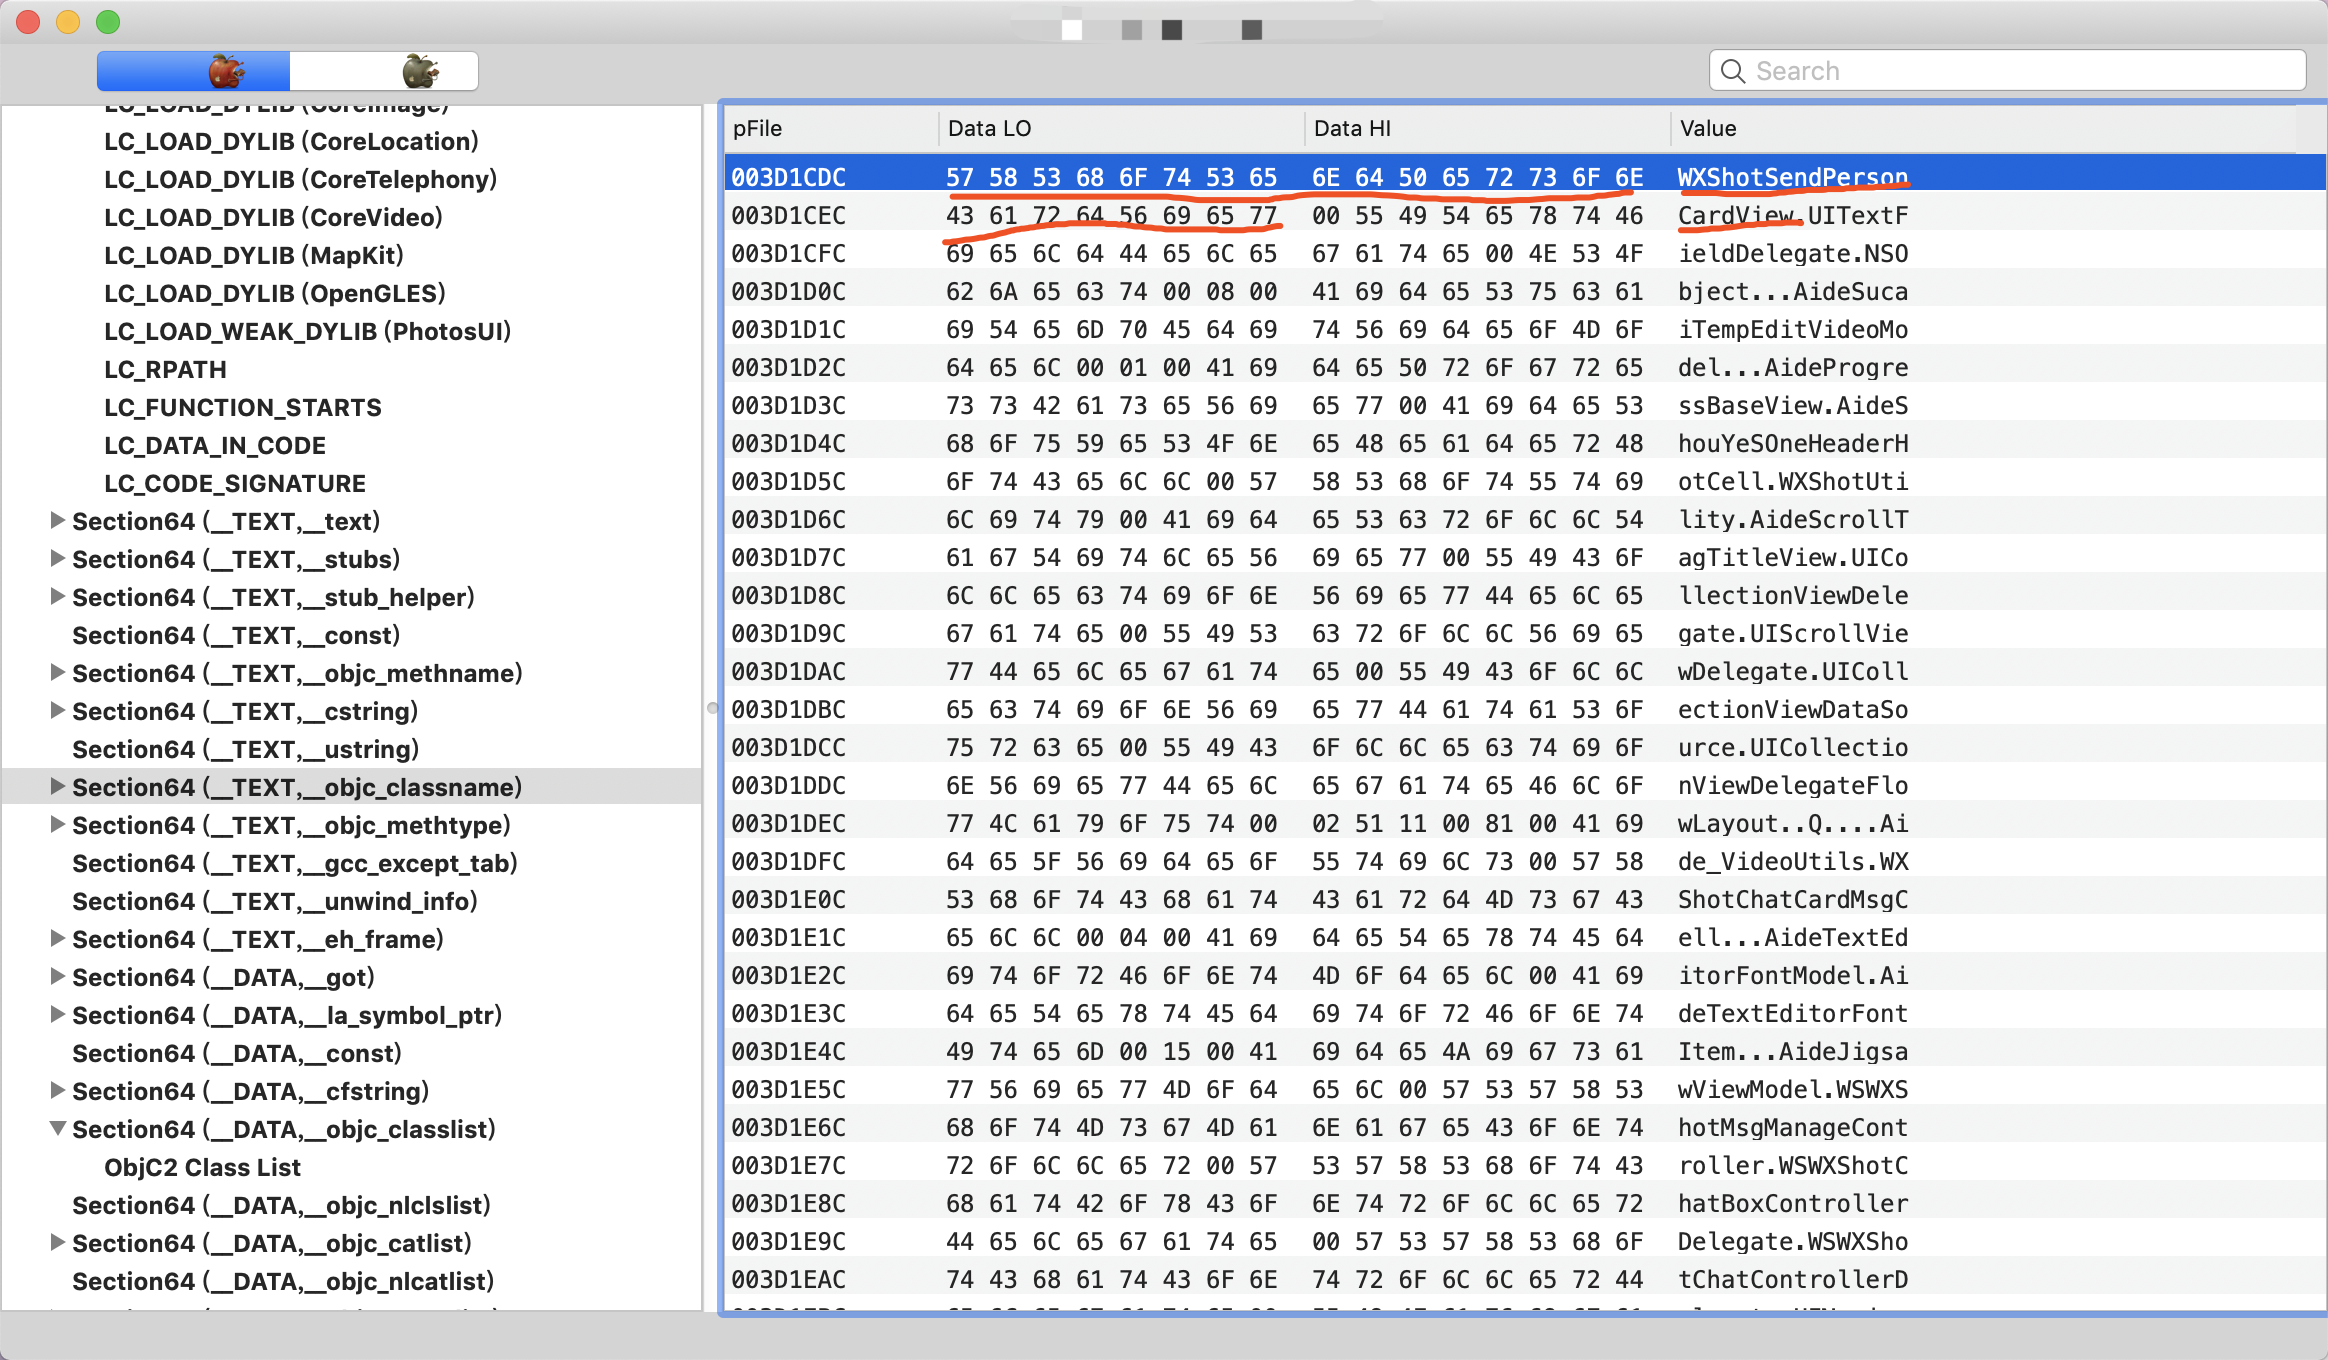 Search
LC_LOAD_DYLIB (CoreImage)
LC_LOAD_DYLIB (CoreLocation)
LC_LOAD_DYLIB (CoreTelephony)
LC_LOAD_DYLIB (CoreVideo)
LC_LOAD_DYLIB (MapKit)
LC_LOAD_DYLIB (OpenGLES)
LC_LOAD_WEAK_DYLIB (PhotosUI)
LC_RPATH
LC_FUNCTION_STARTS
LC_DATA_IN_CODE
LC_CODE_SIGNATURE
Section64 (__TEXT,__text)
Section64 (__TEXT,__stubs)
Section64 (__TEXT,__stub_helper)
Section64 (__TEXT,__const)
Section64 (__TEXT,__objc_methname)
Section64 (__TEXT,__cstring)
Section64 (__TEXT,__ustring)
Section64 (__TEXT,__objc_classname)
Section64 (__TEXT,__objc_methtype)
Section64 (__TEXT,__gcc_except_tab)
Section64 (__TEXT,__unwind_info)
Section64 (__TEXT,__eh_frame)
Section64 (__DATA,__got)
Section64 (__DATA,__la_symbol_ptr)
Section64 (__DATA,__const)
Section64 (__DATA,__cfstring)
Section64 (__DATA,__objc_classlist)
ObjC2 Class List
Section64 (__DATA,__objc_nlclslist)
Section64 (__DATA,__objc_catlist)
Section64 (__DATA,__objc_nlcatlist)
pFile Data LO Data HI Value
003D1CDC 57 58 53 68 6F 74 53 65 6E 64 50 65 72 73 6F 6E WXShotSendPerson
003D1CEC 43 61 72 64 56 69 65 77 00 55 49 54 65 78 74 46 CardView.UITextF
003D1CFC 69 65 6C 64 44 65 6C 65 67 61 74 65 00 4E 53 4F ieldDelegate.NSO
003D1D0C 62 6A 65 63 74 00 08 00 41 69 64 65 53 75 63 61 bject...AideSuca
003D1D1C 69 54 65 6D 70 45 64 69 74 56 69 64 65 6F 4D 6F iTempEditVideoMo
003D1D2C 64 65 6C 00 01 00 41 69 64 65 50 72 6F 67 72 65 del...AideProgre
003D1D3C 73 73 42 61 73 65 56 69 65 77 00 41 69 64 65 53 ssBaseView.AideS
003D1D4C 68 6F 75 59 65 53 4F 6E 65 48 65 61 64 65 72 48 houYeSOneHeaderH
003D1D5C 6F 74 43 65 6C 6C 00 57 58 53 68 6F 74 55 74 69 otCell.WXShotUti
003D1D6C 6C 69 74 79 00 41 69 64 65 53 63 72 6F 6C 6C 54 lity.AideScrollT
003D1D7C 61 67 54 69 74 6C 65 56 69 65 77 00 55 49 43 6F agTitleView.UICo
003D1D8C 6C 6C 65 63 74 69 6F 6E 56 69 65 77 44 65 6C 65 llectionViewDele
003D1D9C 67 61 74 65 00 55 49 53 63 72 6F 6C 6C 56 69 65 gate.UIScrollVie
003D1DAC 77 44 65 6C 65 67 61 74 65 00 55 49 43 6F 6C 6C wDelegate.UIColl
003D1DBC 65 63 74 69 6F 6E 56 69 65 77 44 61 74 61 53 6F ectionViewDataSo
003D1DCC 75 72 63 65 00 55 49 43 6F 6C 6C 65 63 74 69 6F urce.UICollectio
003D1DDC 6E 56 69 65 77 44 65 6C 65 67 61 74 65 46 6C 6F nViewDelegateFlo
003D1DEC 77 4C 61 79 6F 75 74 00 02 51 11 00 81 00 41 69 wLayout..Q....Ai
003D1DFC 64 65 5F 56 69 64 65 6F 55 74 69 6C 73 00 57 58 de_VideoUtils.WX
003D1E0C 53 68 6F 74 43 68 61 74 43 61 72 64 4D 73 67 43 ShotChatCardMsgC
003D1E1C 65 6C 6C 00 04 00 41 69 64 65 54 65 78 74 45 64 ell...AideTextEd
003D1E2C 69 74 6F 72 46 6F 6E 74 4D 6F 64 65 6C 00 41 69 itorFontModel.Ai
003D1E3C 64 65 54 65 78 74 45 64 69 74 6F 72 46 6F 6E 74 deTextEditorFont
003D1E4C 49 74 65 6D 00 15 00 41 69 64 65 4A 69 67 73 61 Item...AideJigsa
003D1E5C 77 56 69 65 77 4D 6F 64 65 6C 00 57 53 57 58 53 wViewModel.WSWXS
003D1E6C 68 6F 74 4D 73 67 4D 61 6E 61 67 65 43 6F 6E 74 hotMsgManageCont
003D1E7C 72 6F 6C 6C 65 72 00 57 53 57 58 53 68 6F 74 43 roller.WSWXShotC
003D1E8C 68 61 74 42 6F 78 43 6F 6E 74 72 6F 6C 6C 65 72 hatBoxController
003D1E9C 44 65 6C 65 67 61 74 65 00 57 53 57 58 53 68 6F Delegate.WSWXSho
003D1EAC 74 43 68 61 74 43 6F 6E 74 72 6F 6C 6C 65 72 44 tChatControllerD